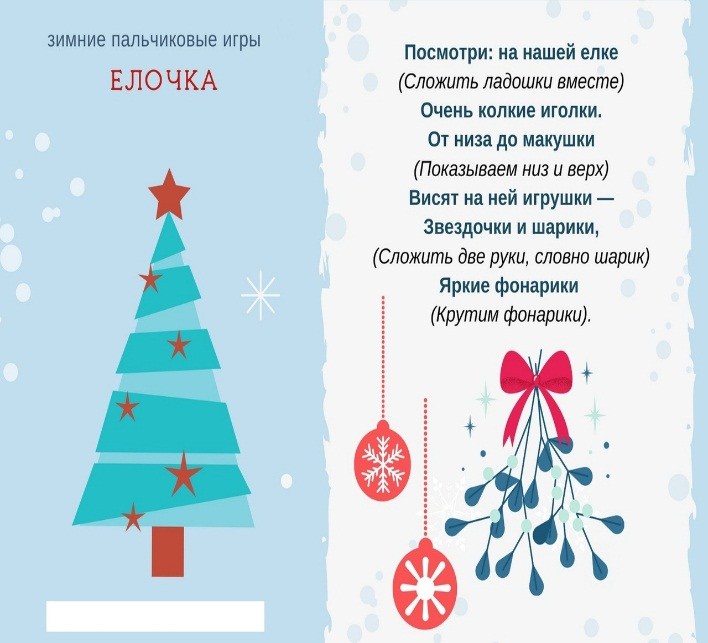 зимние пальчиковые игры
ЕЛОЧКА
Посмотри: на нашей елке
(Сложить ладошки вместе)
Очень колкие иголки.
От низа до макушки
(Показываем низ и верх)
Висят на ней игрушки —
Звездочки и шарики,
(Сложить две руки, словно шарик)
Яркие фонарики
(Крутим фонарики).